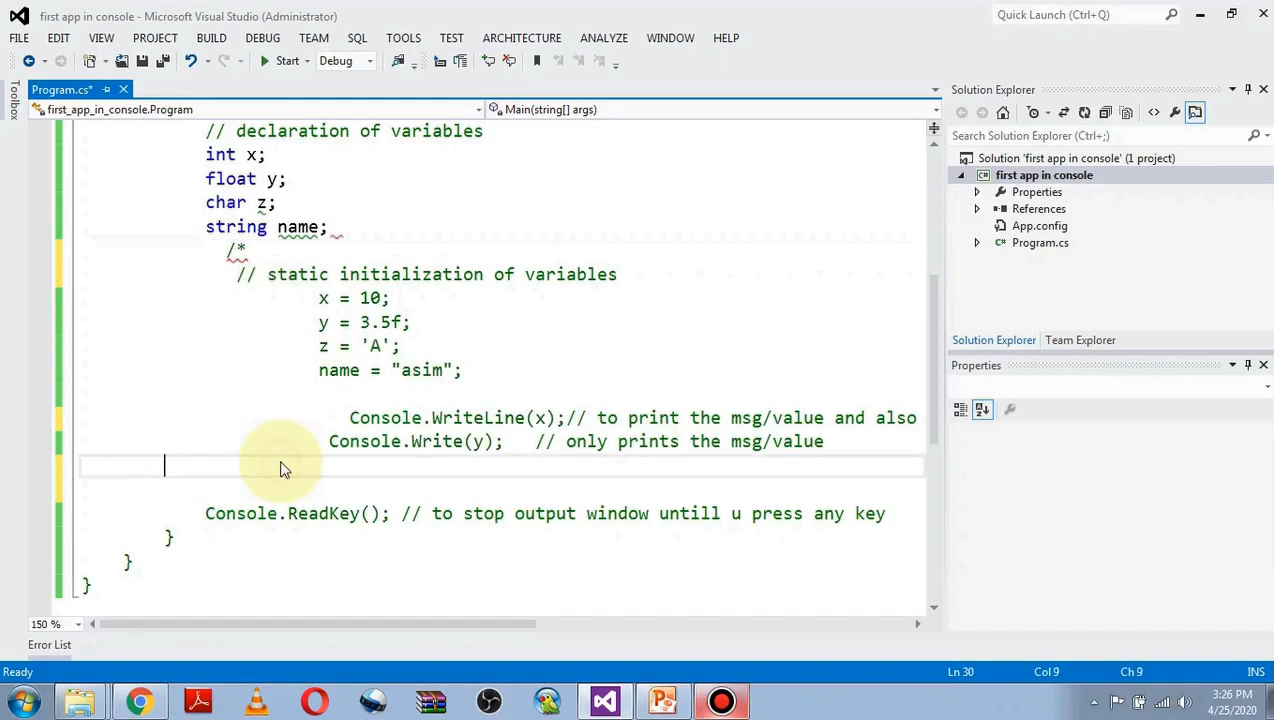 first app in console - Microsoft Visual Studio (Administrator)
Quick Launch (Ctrl+Q)
FILE EDIT VIEW PROJECT BUILD DEBUG TEAM SQL TOOLS TEST ARCHITECTURE ANALYZE WINDOW HELP
Start Debug
Toolbox
Program.cs*
first_app_in_console.Program
Main(string[] args)
// declaration of variables
int x;
float y;
char z;
string name;
/*
// static initialization of variables
x = 10;
y = 3.5f;
z = 'A';
name = "asim";
Console.WriteLine(x);// to print the msg/value and also
Console.Write(y); // only prints the msg/value
Console.ReadKey(); // to stop output window untill u press any key
}
}
}
150 %
Error List
Solution Explorer
Search Solution Explorer (Ctrl+;)
Solution 'first app in console' (1 project)
C# first app in console
Properties
References
App.config
C# Program.cs
Solution Explorer Team Explorer
Properties
Ready
Ln 30 Col 9 Ch 9 INS
3:26 PM
4/25/2020